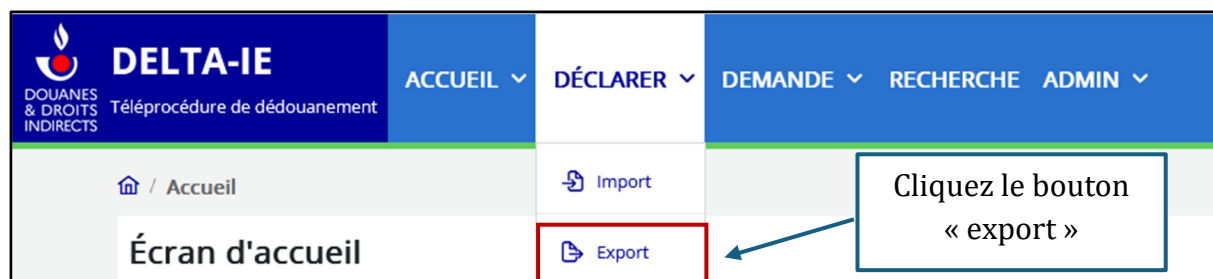 DOUANES
& DROITS
INDIRECTS
DELTA-IE
Téléprocédure de dédouanement
ACCUEIL DÉCLARER DEMANDE RECHERCHE ADMIN
/ Accueil
Import
Écran d'accueil
Export
Cliquez le bouton
« export »